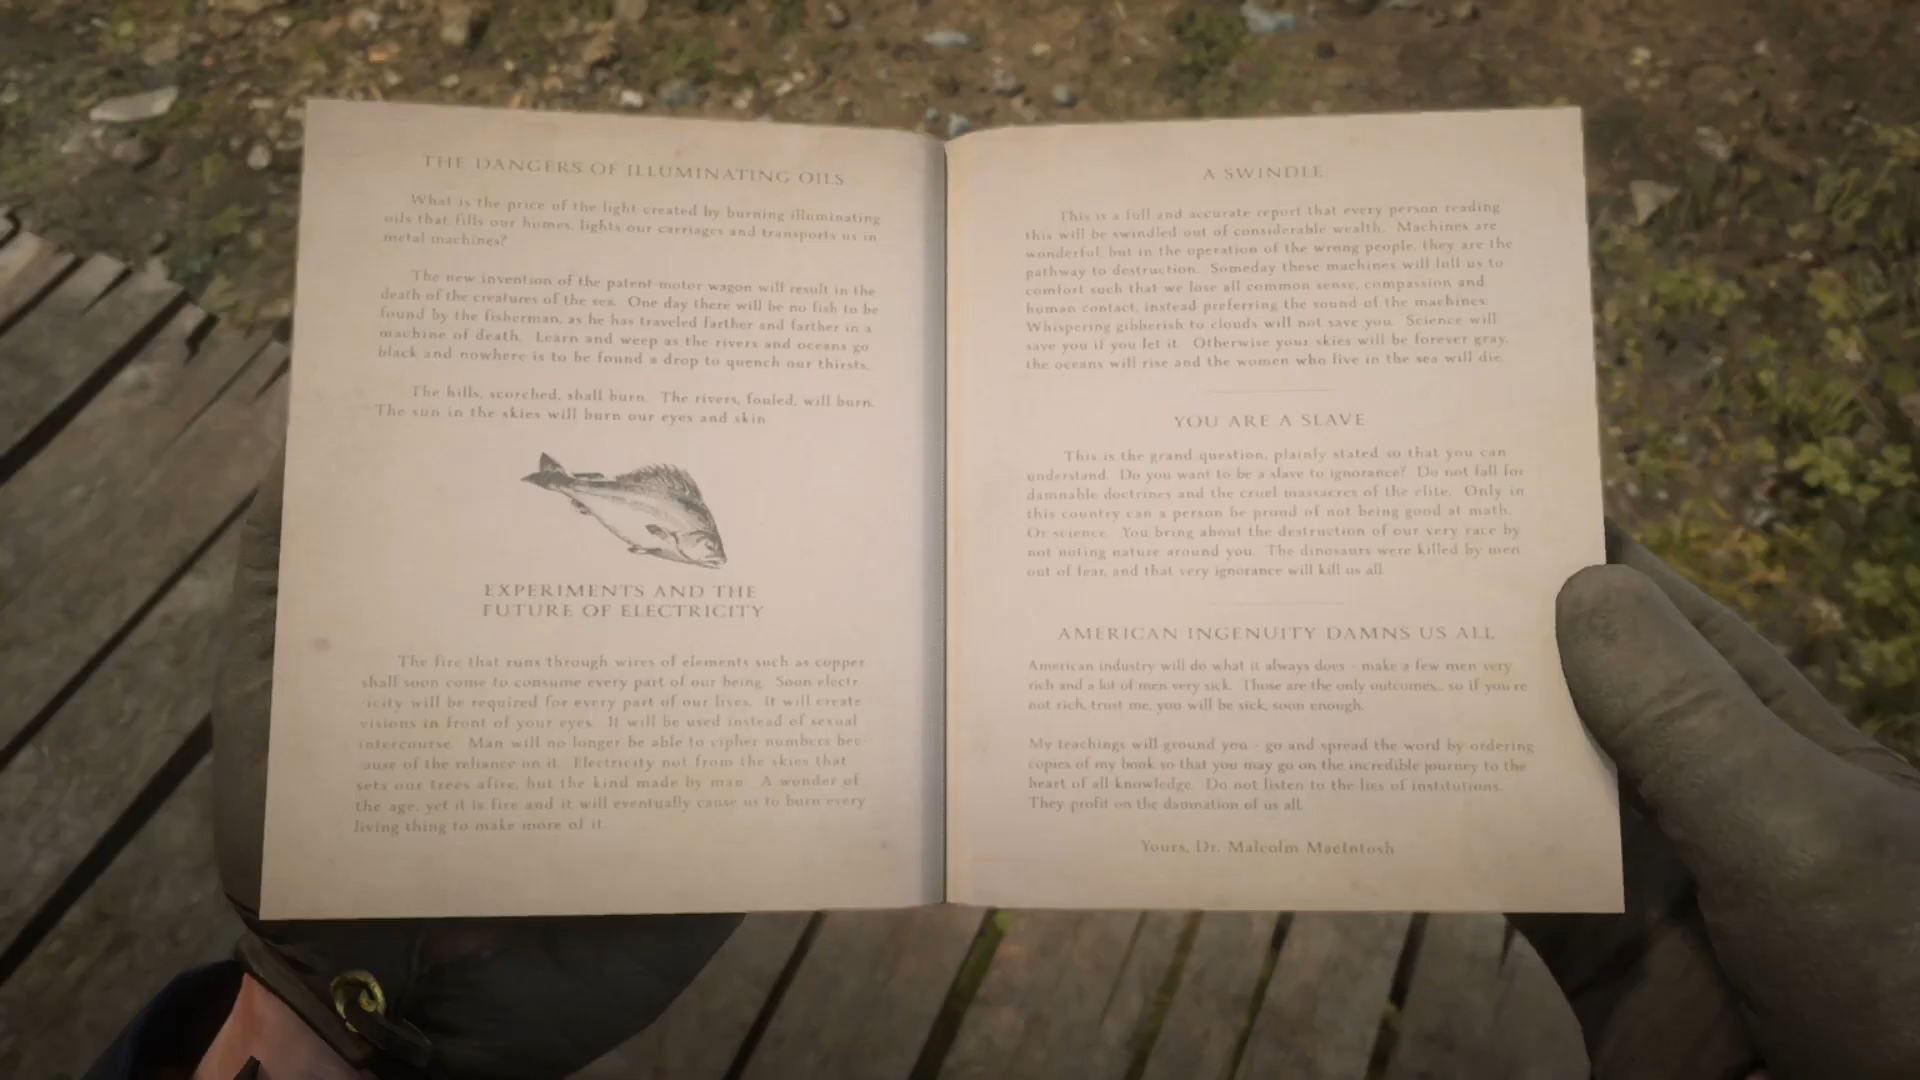 THE DANGERS OF ILLUMINATING OILS
What is the price of the light created by burning illuminating
oils that fills our homes, lights our carriages and transports us in
metal machines?
The new invention of the patent motor wagon will result in the
death of the creatures of the sea. One day there will be no fish to be
found by the fisherman, as he has traveled farther and farther in a
machine of death. Learn and weep as the rivers and oceans go
black and nowhere is to be found a drop to quench our thirsts.
The hills, scorched, shall burn. The rivers, fouled, will burn.
The sun in the skies will burn our eyes and skin.
EXPERIMENTS AND THE
FUTURE OF ELECTRICITY
The fire that runs through wires of elements such as copper
shall soon come to consume every part of our being. Soon electr-
icity will be required for every part of our lives. It will create
visions in front of your eyes. It will be used instead of sexual
intercourse. Man will no longer be able to cipher numbers bec-
ause of the reliance on it. Electricity not from the skies that
sets our trees afire, but the kind made by man. A wonder of
the age, yet it is fire and it will eventually cause us to burn every
living thing to make more of it.
A SWINDLE
This is a full and accurate report that every person reading
this will be swindled out of considerable wealth. Machines are
wonderful, but in the operation of the wrong people, they are the
pathway to destruction. Someday these machines will lull us to
comfort such that we lose all common sense, compassion and
human contact, instead preferring the sound of the machines.
Whispering gibberish to clouds will not save you. Science will
save you if you let it. Otherwise your skies will be forever gray,
the oceans will rise and the women who live in the sea will die.
YOU ARE A SLAVE
This is the grand question, plainly stated so that you can
understand. Do you want to be a slave to ignorance? Do not fall for
damnable doctrines and the cruel massacres of the elite. Only in
this country can a person be proud of not being good at math.
Or science. You bring about the destruction of our very race by
not noting nature around you. The dinosaurs were killed by men
out of fear, and that very ignorance will kill us all.
AMERICAN INGENUITY DAMNS US ALL
American industry will do what it always does - make a few men very
rich and a lot of men very sick. Those are the only outcomes.. so if you're
not rich, trust me, you will be sick, soon enough.
My teachings will ground you - go and spread the word by ordering
copies of my book so that you may go on the incredible journey to the
heart of all knowledge. Do not listen to the lies of institutions.
They profit on the damnation of us all.
Yours, Dr. Malcolm MacIntosh